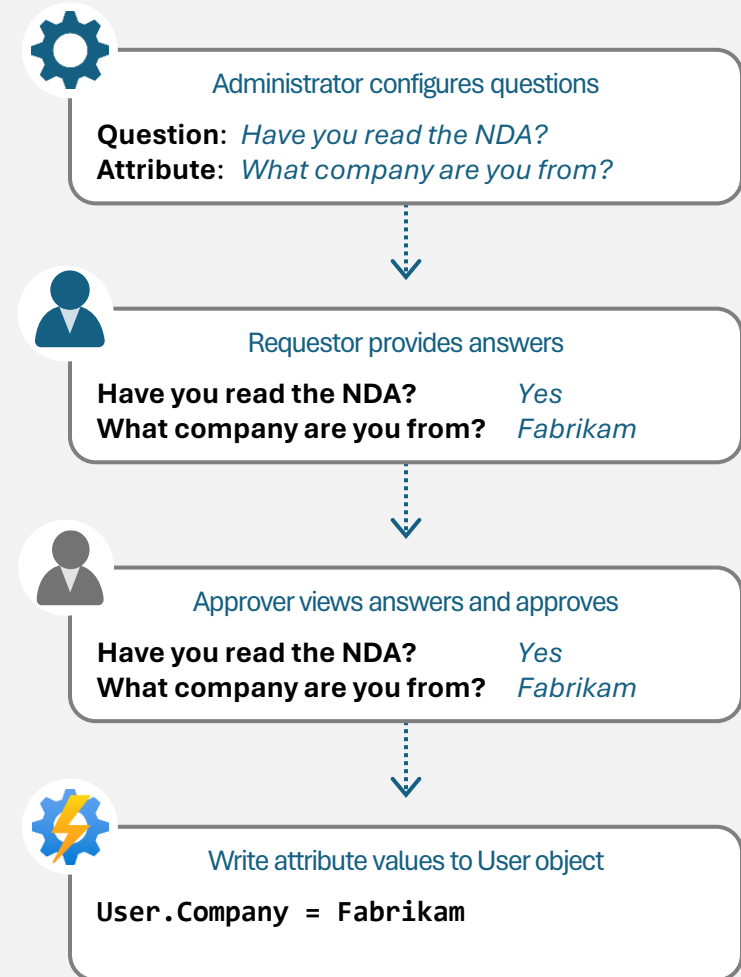 Administrator configures questions
Question: Have you read the NDA?
Attribute: What company are you from?
Requestor provides answers
Have you read the NDA? Yes
What company are you from? Fabrikam
Approver views answers and approves
Have you read the NDA? Yes
What company are you from? Fabrikam
Write attribute values to User object
User.Company = Fabrikam